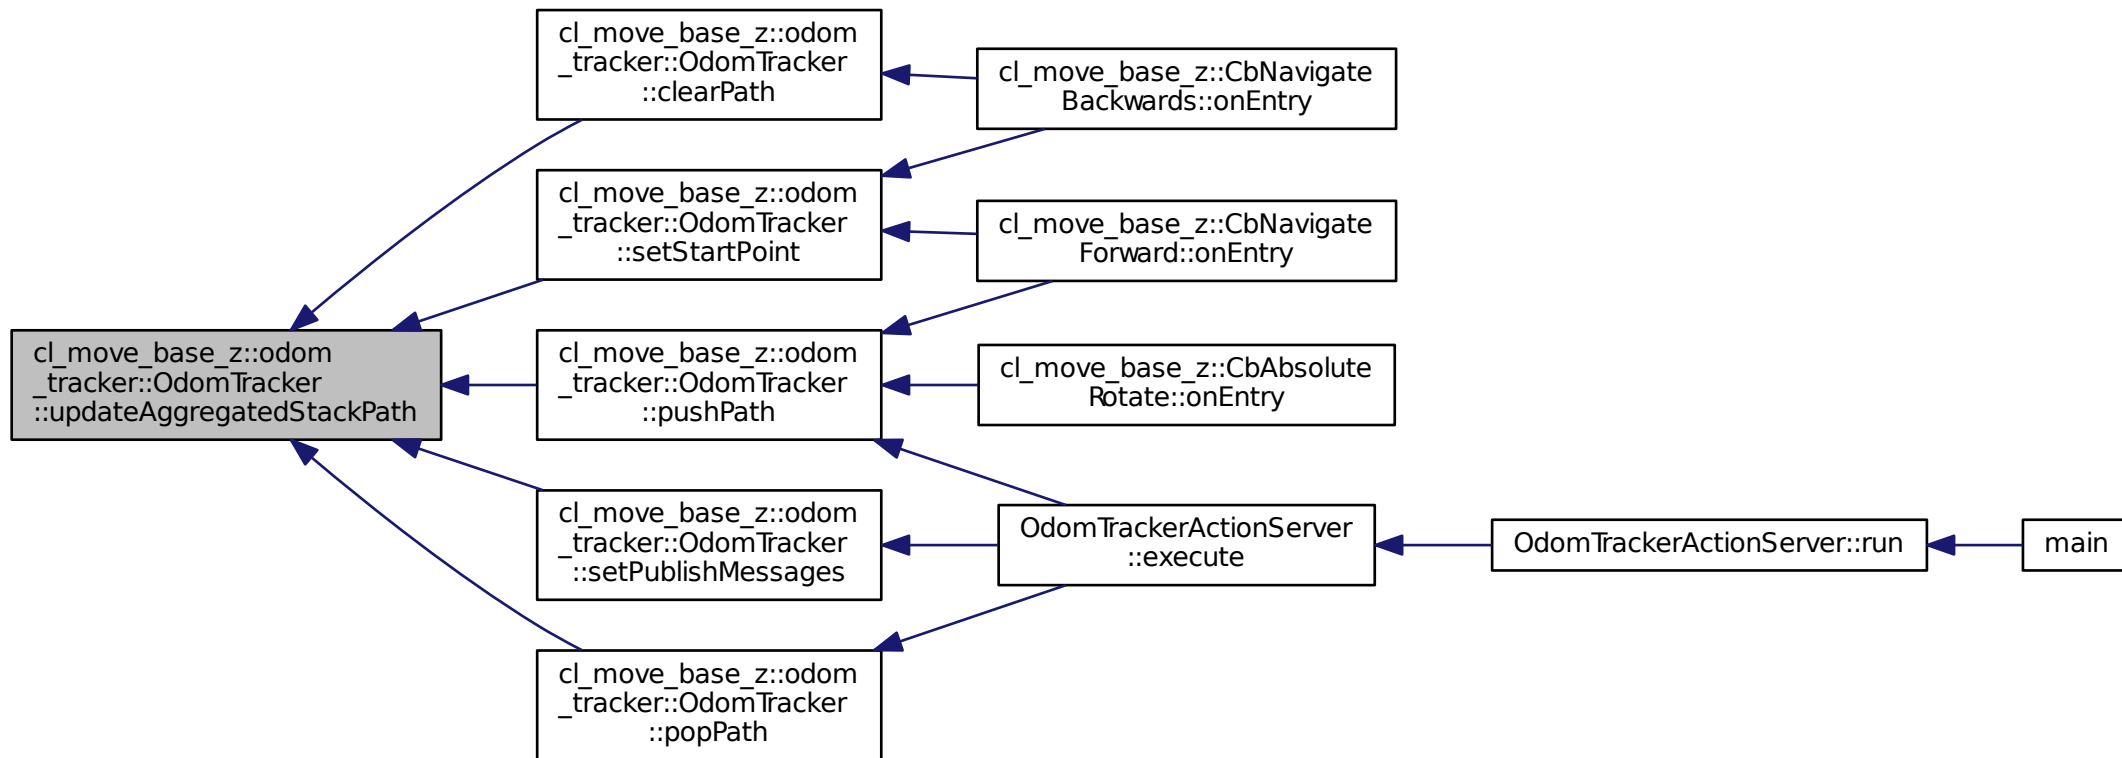 cl_move_base_z::odom
_tracker::OdomTracker
::updateAggregatedStackPath
cl_move_base_z::odom
_tracker::OdomTracker
::clearPath
cl_move_base_z::odom
_tracker::OdomTracker
::setStartPoint
cl_move_base_z::odom
_tracker::OdomTracker
::pushPath
cl_move_base_z::odom
_tracker::OdomTracker
::setPublishMessages
cl_move_base_z::odom
_tracker::OdomTracker
::popPath
cl_move_base_z::CbNavigate
Backwards::onEntry
cl_move_base_z::CbNavigate
Forward::onEntry
cl_move_base_z::CbAbsolute
Rotate::onEntry
OdomTrackerActionServer
::execute
OdomTrackerActionServer::run
main